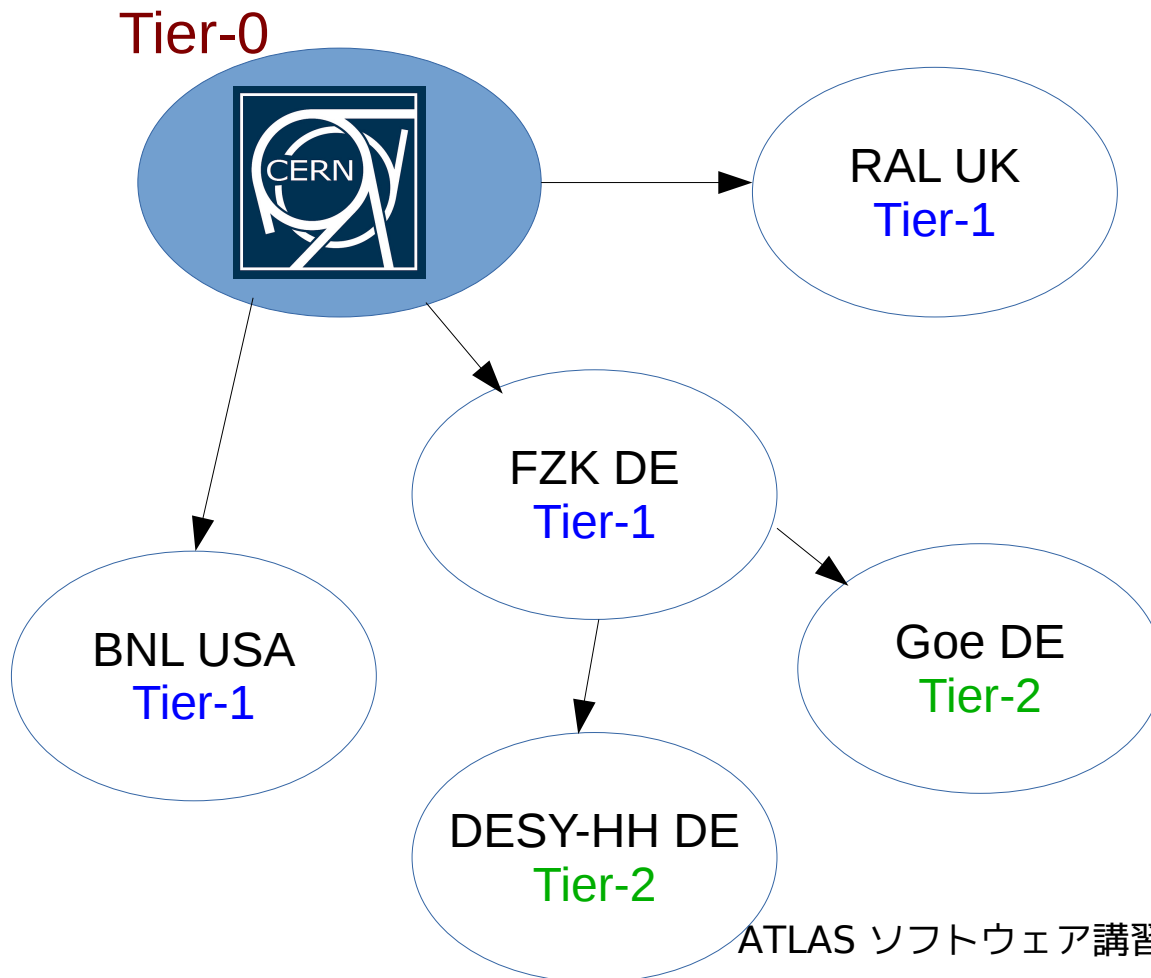 Tier-0
CERN
RAL UK
Tier-1
FZK DE
Tier-1
BNL USA
Tier-1
Goe DE
Tier-2
DESY-HH DE
Tier-2
ATLAS ソフトウェア講習